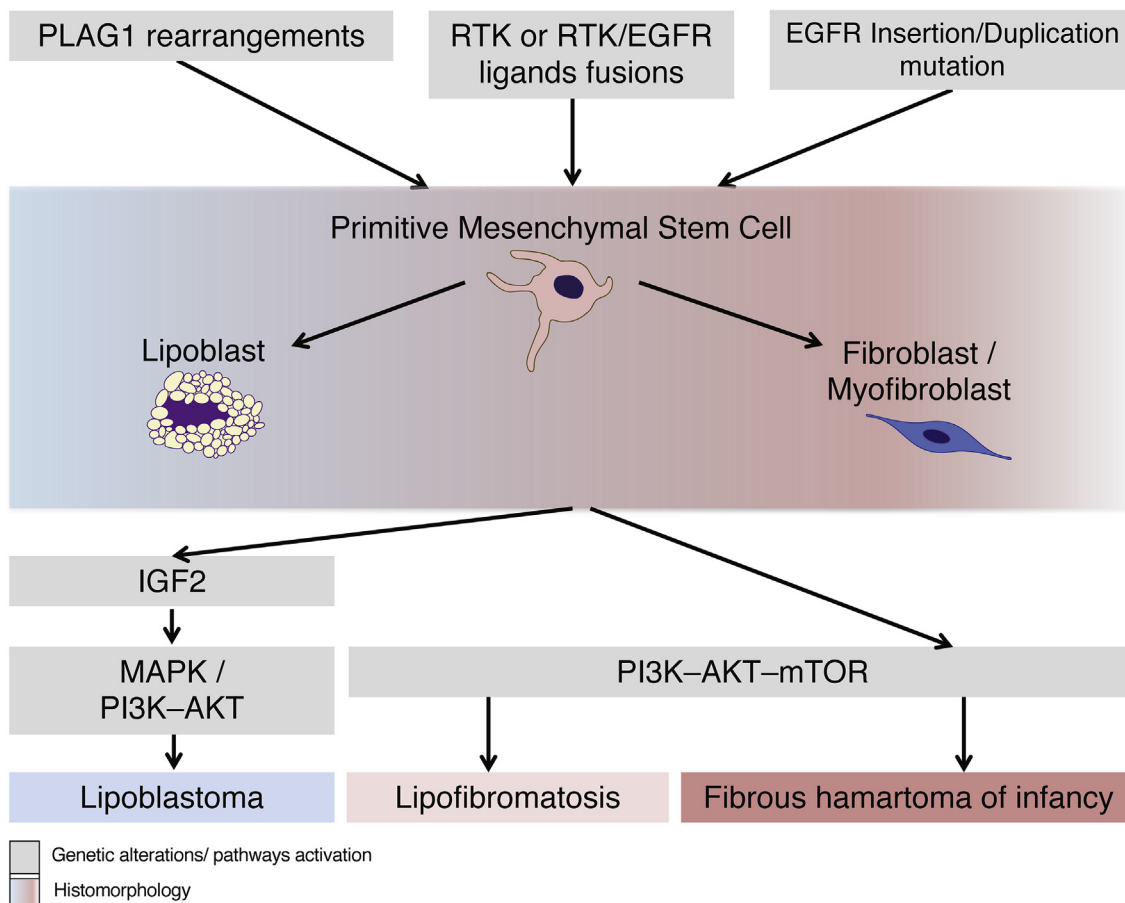 PLAG1 rearrangements
RTK or RTK/EGFR
ligands fusions
EGFR Insertion/Duplication
mutation
Primitive Mesenchymal Stem Cell
Lipoblast
Fibroblast /
Myofibroblast
IGF2
MAPK /
PI3K–AKT
PI3K–AKT–mTOR
Lipoblastoma
Lipofibromatosis
Fibrous hamartoma of infancy
Genetic alterations/ pathways activation
Histomorphology